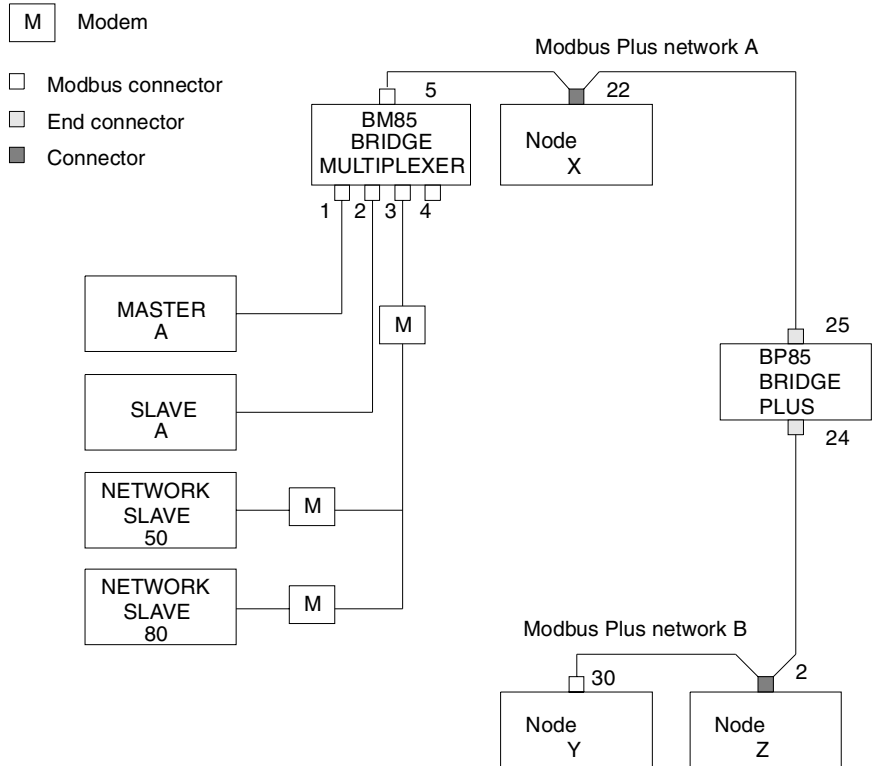 M Modem
Modbus connector
End connector
Connector
Modbus Plus network A
5
22
BM85
BRIDGE
MULTIPLEXER
Node
X
1 2 3 4
MASTER
A
M
25
BP85
BRIDGE
PLUS
24
SLAVE
A
NETWORK
SLAVE
50
M
NETWORK
SLAVE
80
M
Modbus Plus network B
30
2
Node
Y
Node
Z